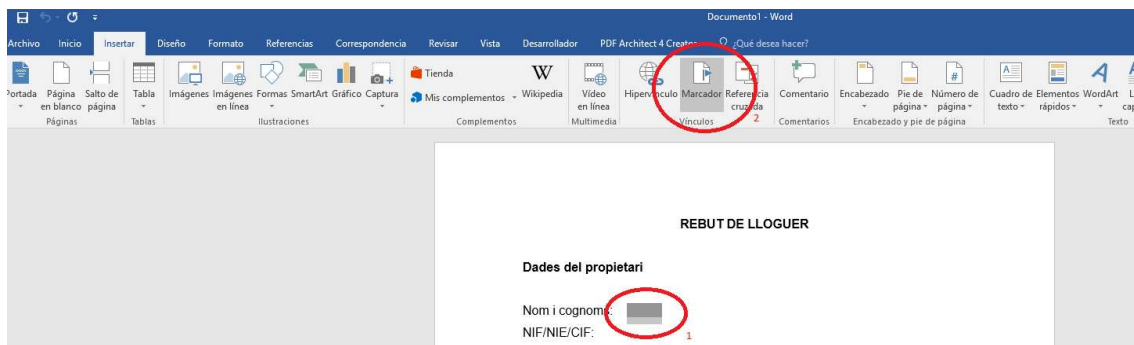 Documento1 - Word
Archivo Inicio Insertar Diseño Formato Referencias Correspondencia Revisar Vista Desarrollador PDF Architect 4 Creator ¿Qué desea hacer?
Portada Página Salto de Tabla Imágenes Imágenes Formas SmartArt Gráfico Captura Tienda Wikipedia Vídeo Hipervínculo Marcador Referencia Comentario Encabezado Pie de Número de Cuadro de Elementos WordArt
en blanco página en línea Mis complementos en línea cruzada página página texto rápidos
Páginas Tablas Ilustraciones Complementos Multimedia Vínculos 2 Comentarios Encabezado y pie de página Texto
REBUT DE LLOGUER
Dades del propietari
Nom i cognoms:
NIF/NIE/CIF:
1